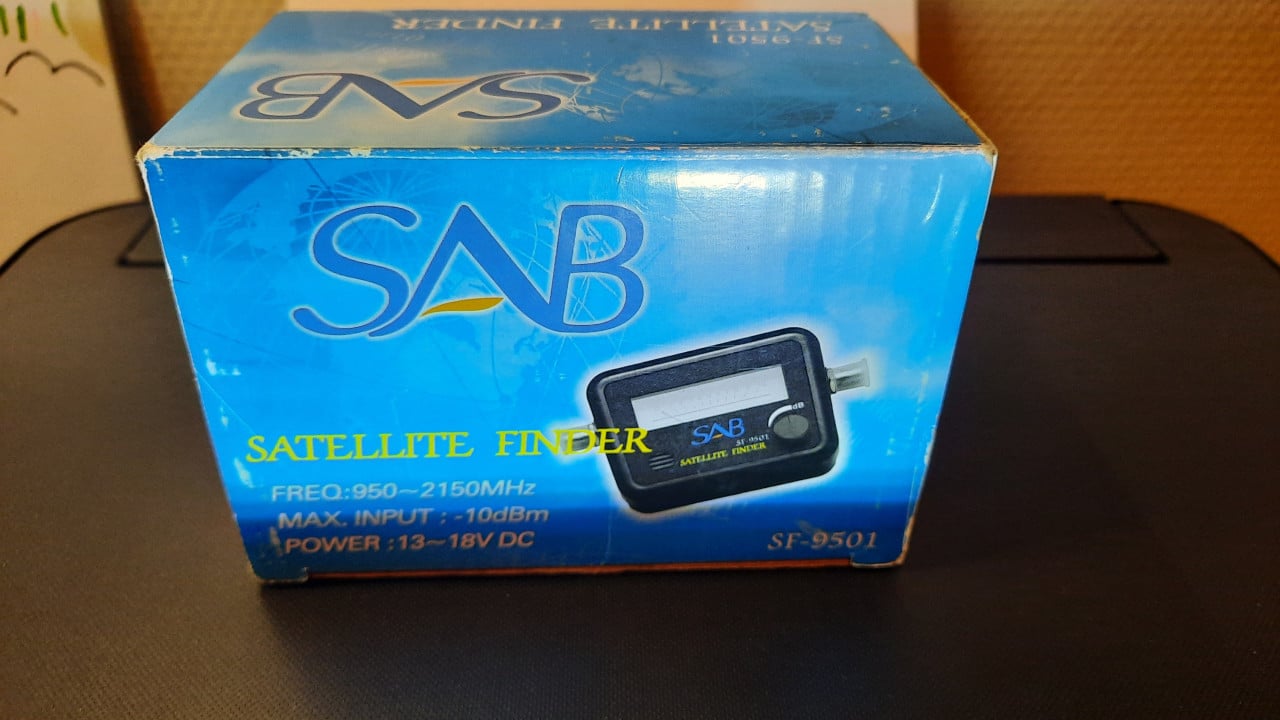 SF-9501
SATELLITE FINDER
SAB
SAB
SATELLITE FINDER
FREQ:950~2150MHz
MAX. INPUT : -10dBm
POWER :13~18V DC
dB
SAB
SF-9501
SATELLITE FINDER
SF-9501